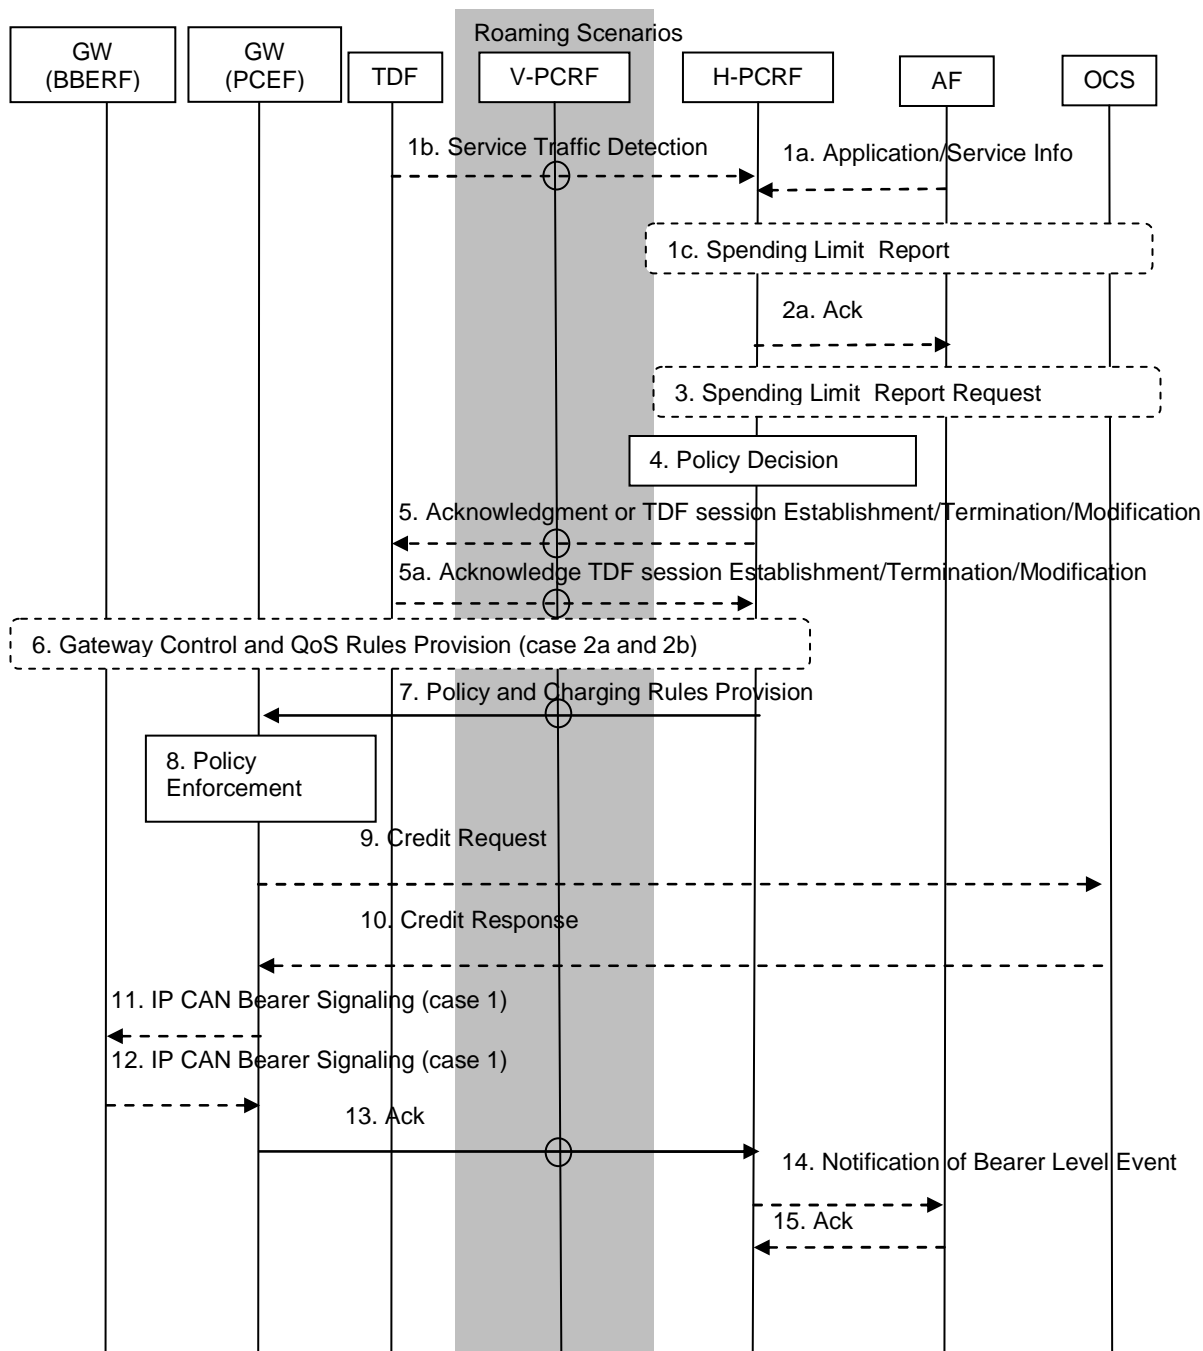 Roaming Scenarios
GW
(BBERF)
GW
(PCEF)
TDF
V-PCRF
H-PCRF
AF
OCS
1b. Service Traffic Detection
1a. Application/Service Info
1c. Spending Limit Report
2a. Ack
3. Spending Limit Report Request
4. Policy Decision
5. Acknowledgment or TDF session Establishment/Termination/Modification
5a. Acknowledge TDF session Establishment/Termination/Modification
6. Gateway Control and QoS Rules Provision (case 2a and 2b)
7. Policy and Charging Rules Provision
8. Policy
Enforcement
9. Credit Request
10. Credit Response
11. IP CAN Bearer Signaling (case 1)
12. IP CAN Bearer Signaling (case 1)
13. Ack
14. Notification of Bearer Level Event
15. Ack